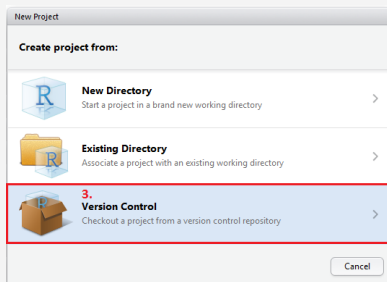 New Project
Create project from:
R
New Directory
Start a project in a brand new working directory
R
Existing Directory
Associate a project with an existing working directory
3.
R
Version Control
Checkout a project from a version control repository
Cancel